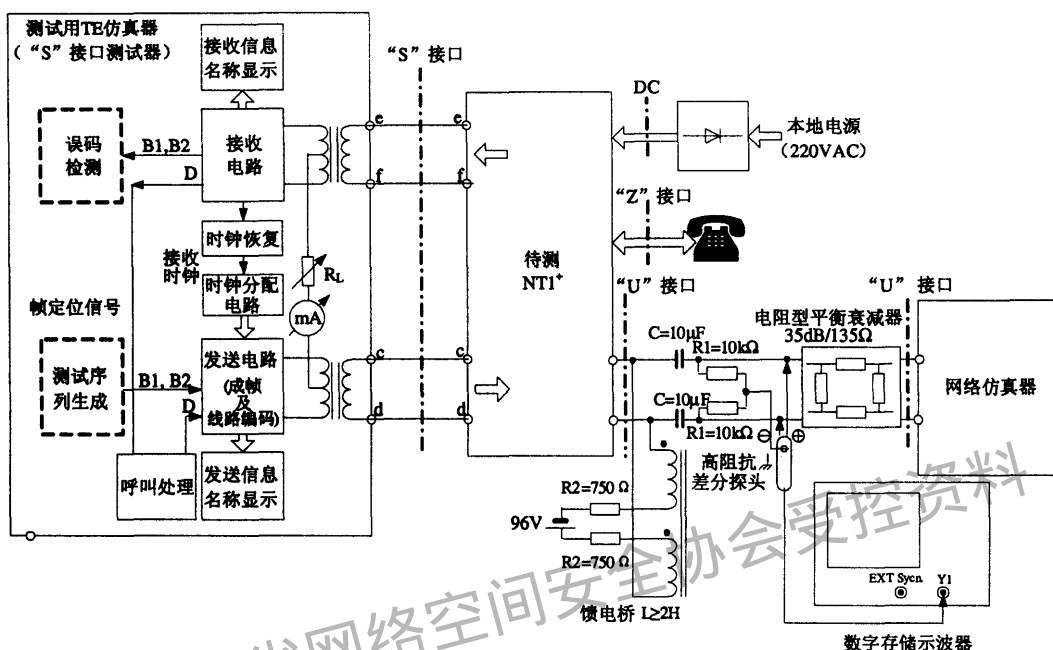 测试用TE仿真器
（“S”接口测试器）
接收信息
名称显示
误码
检测
B1,B2
D
接收
电路
时钟恢复
接收
时钟
时钟分配
电路
帧定位信号
测试序
列生成
B1, B2
D
发送电路
(成帧
及
线路编码)
呼叫处理
发送信息
名称显示
RL
mA
“S”接口
e
e
f
f
c
c
d
d
待测
NT1+
DC
本地电源
（220VAC）
“Z”接口
“U”接口
C=10μF
R1=10kΩ
C=10μF
R1=10kΩ
电阻型平衡衰减器
35dB/135Ω
“U”接口
网络仿真器
高阻抗
差分探头
R2=750 Ω
96V
R2=750 Ω
馈电桥 L≥2H
EXT Sycn.
Y1
数字存储示波器
网络空间安全协会受控资料